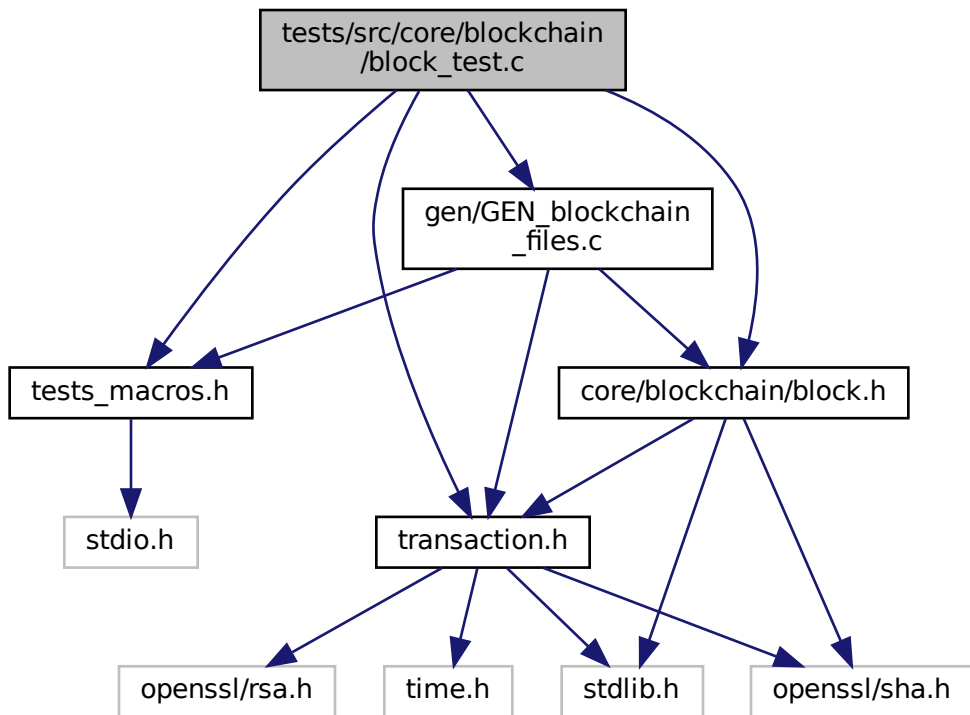 tests/src/core/blockchain
/block_test.c
gen/GEN_blockchain
_files.c
tests_macros.h
core/blockchain/block.h
stdio.h
transaction.h
openssl/rsa.h
time.h
stdlib.h
openssl/sha.h